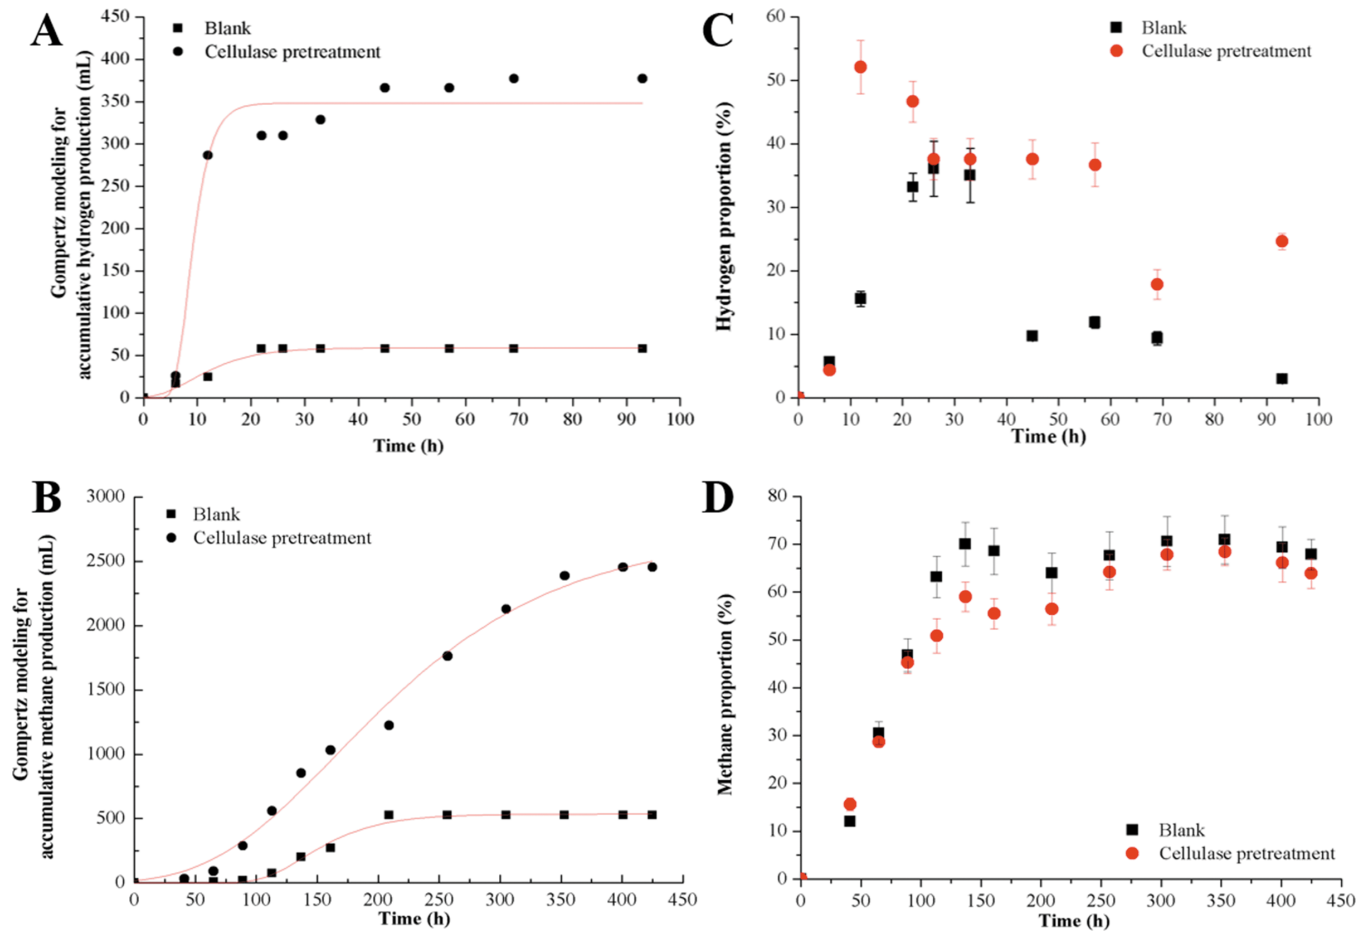 A
Gompertz modeling for
accumulative hydrogen production (mL)
450
400
350
300
250
200
150
100
50
0
Blank
Cellulase pretreatment
0 10 20 30 40 50 60 70 80 90 100
Time (h)
C
Hydrogen proportion (%)
60
50
40
30
20
10
0
Blank
Cellulase pretreatment
0 10 20 30 40 50 60 70 80 90 100
Time (h)
B
Gompertz modeling for
accumulative methane production (mL)
3000
2500
2000
1500
1000
500
0
Blank
Cellulase pretreatment
0 50 100 150 200 250 300 350 400 450
Time (h)
D
Methane proportion (%)
80
70
60
50
40
30
20
10
0
Blank
Cellulase pretreatment
0 50 100 150 200 250 300 350 400 450
Time (h)